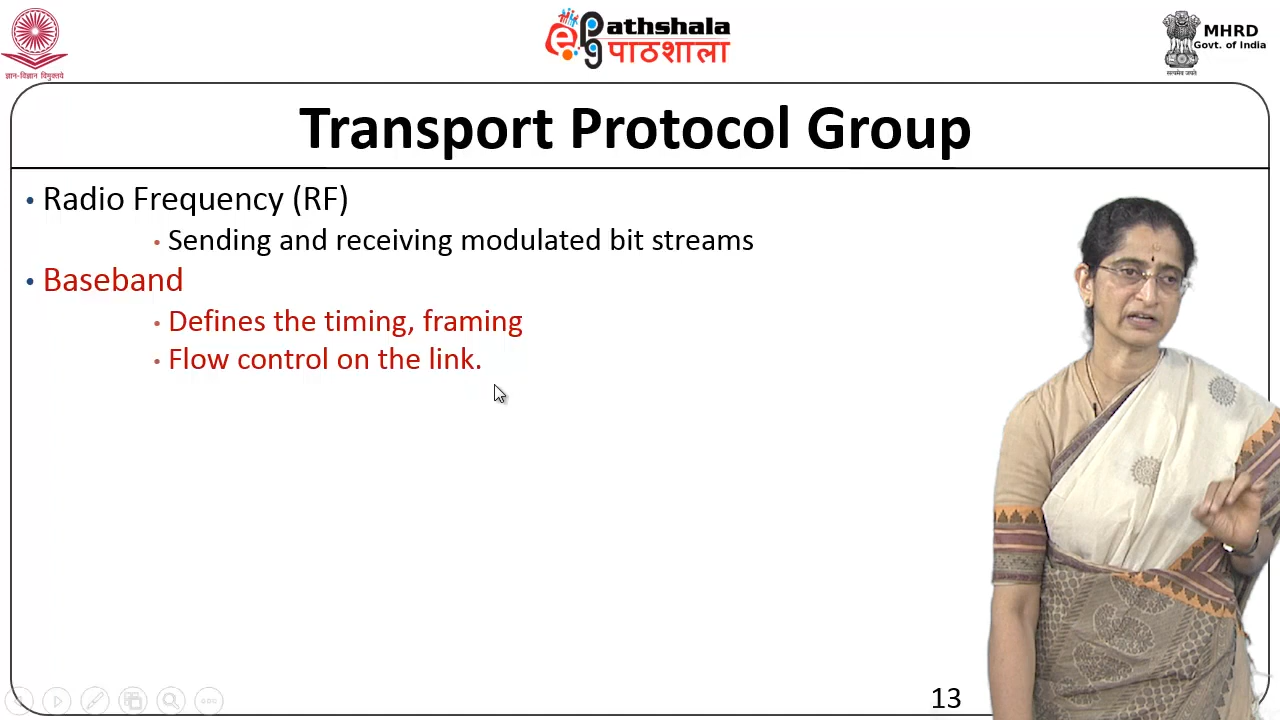 ज्ञान-विज्ञान विमुक्तये
e Pathshala
पाठशाला
MHRD
Govt. of India
सत्यमेव जयते
Transport Protocol Group
• Radio Frequency (RF)
• Sending and receiving modulated bit streams
• Baseband
• Defines the timing, framing
• Flow control on the link.
13